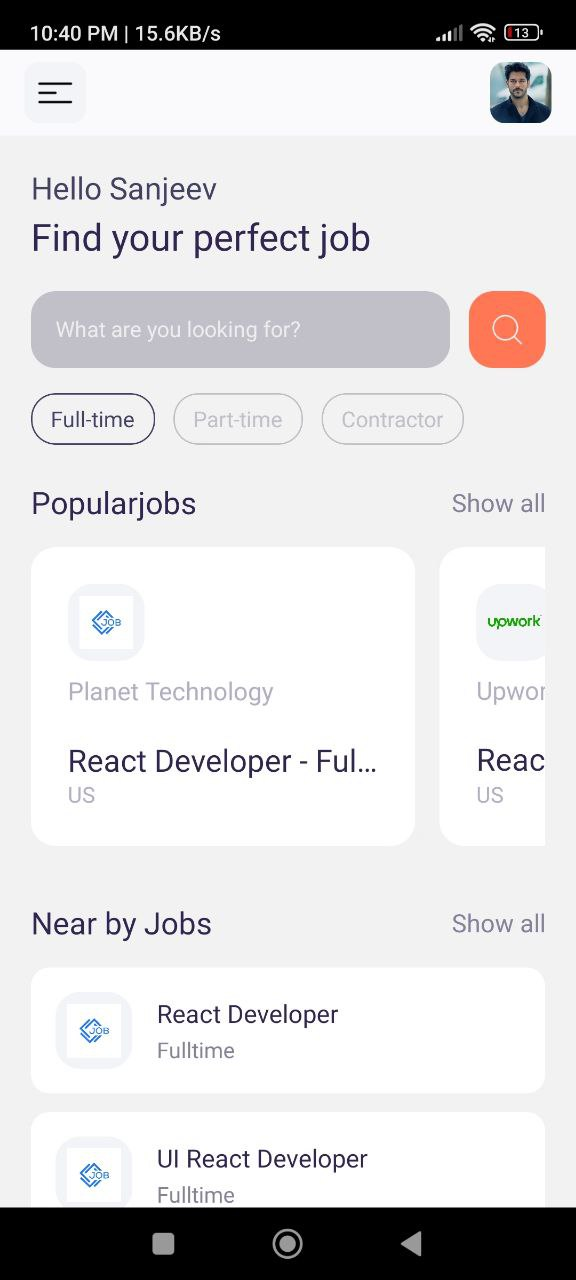 10:40 PM | 15.6KB/s
13
Hello Sanjeev
Find your perfect job
What are you looking for?
Full-time Part-time Contractor
Popularjobs Show all
JOB
upwork
Planet Technology
Upwor
React Developer - Ful...
Reac
US
US
Near by Jobs Show all
JOB
React Developer
Fulltime
JOB
UI React Developer
Fulltime